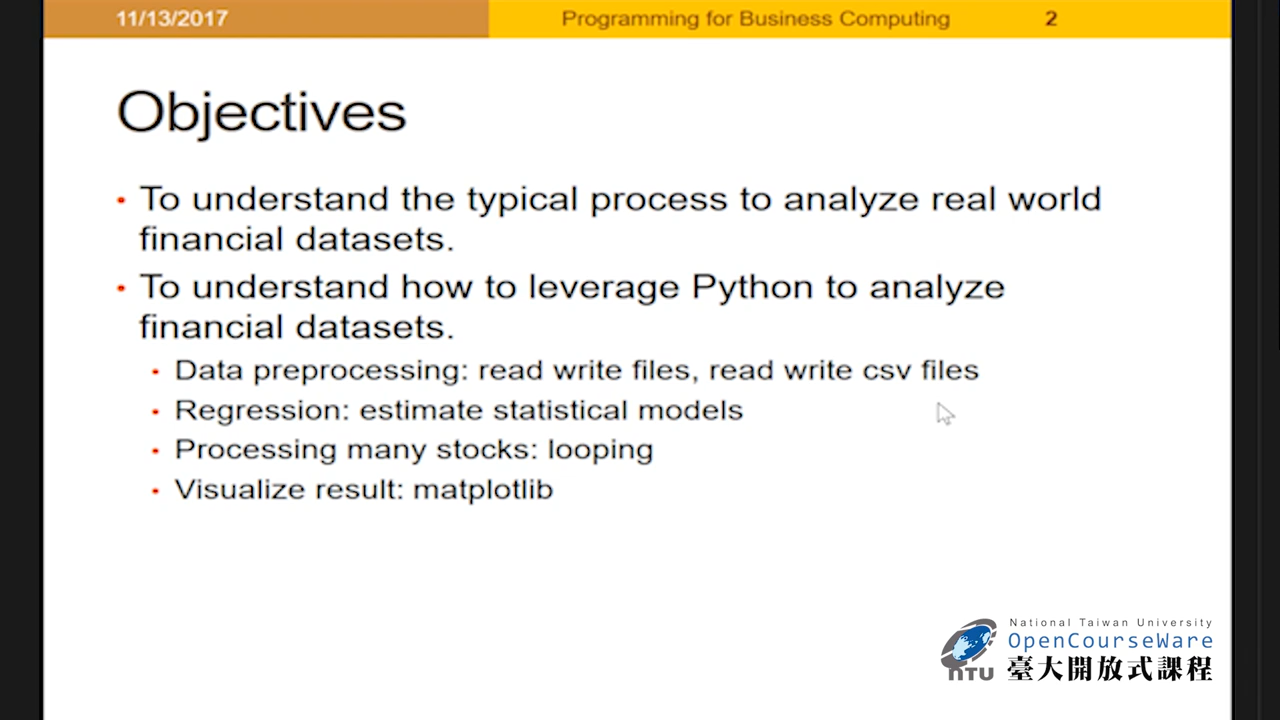 11/13/2017
Programming for Business Computing
2
Objectives
• To understand the typical process to analyze real world
financial datasets.
• To understand how to leverage Python to analyze
financial datasets.
• Data preprocessing: read write files, read write csv files
• Regression: estimate statistical models
• Processing many stocks: looping
• Visualize result: matplotlib
National Taiwan University
OpenCourseWare
NTU 臺大開放式課程